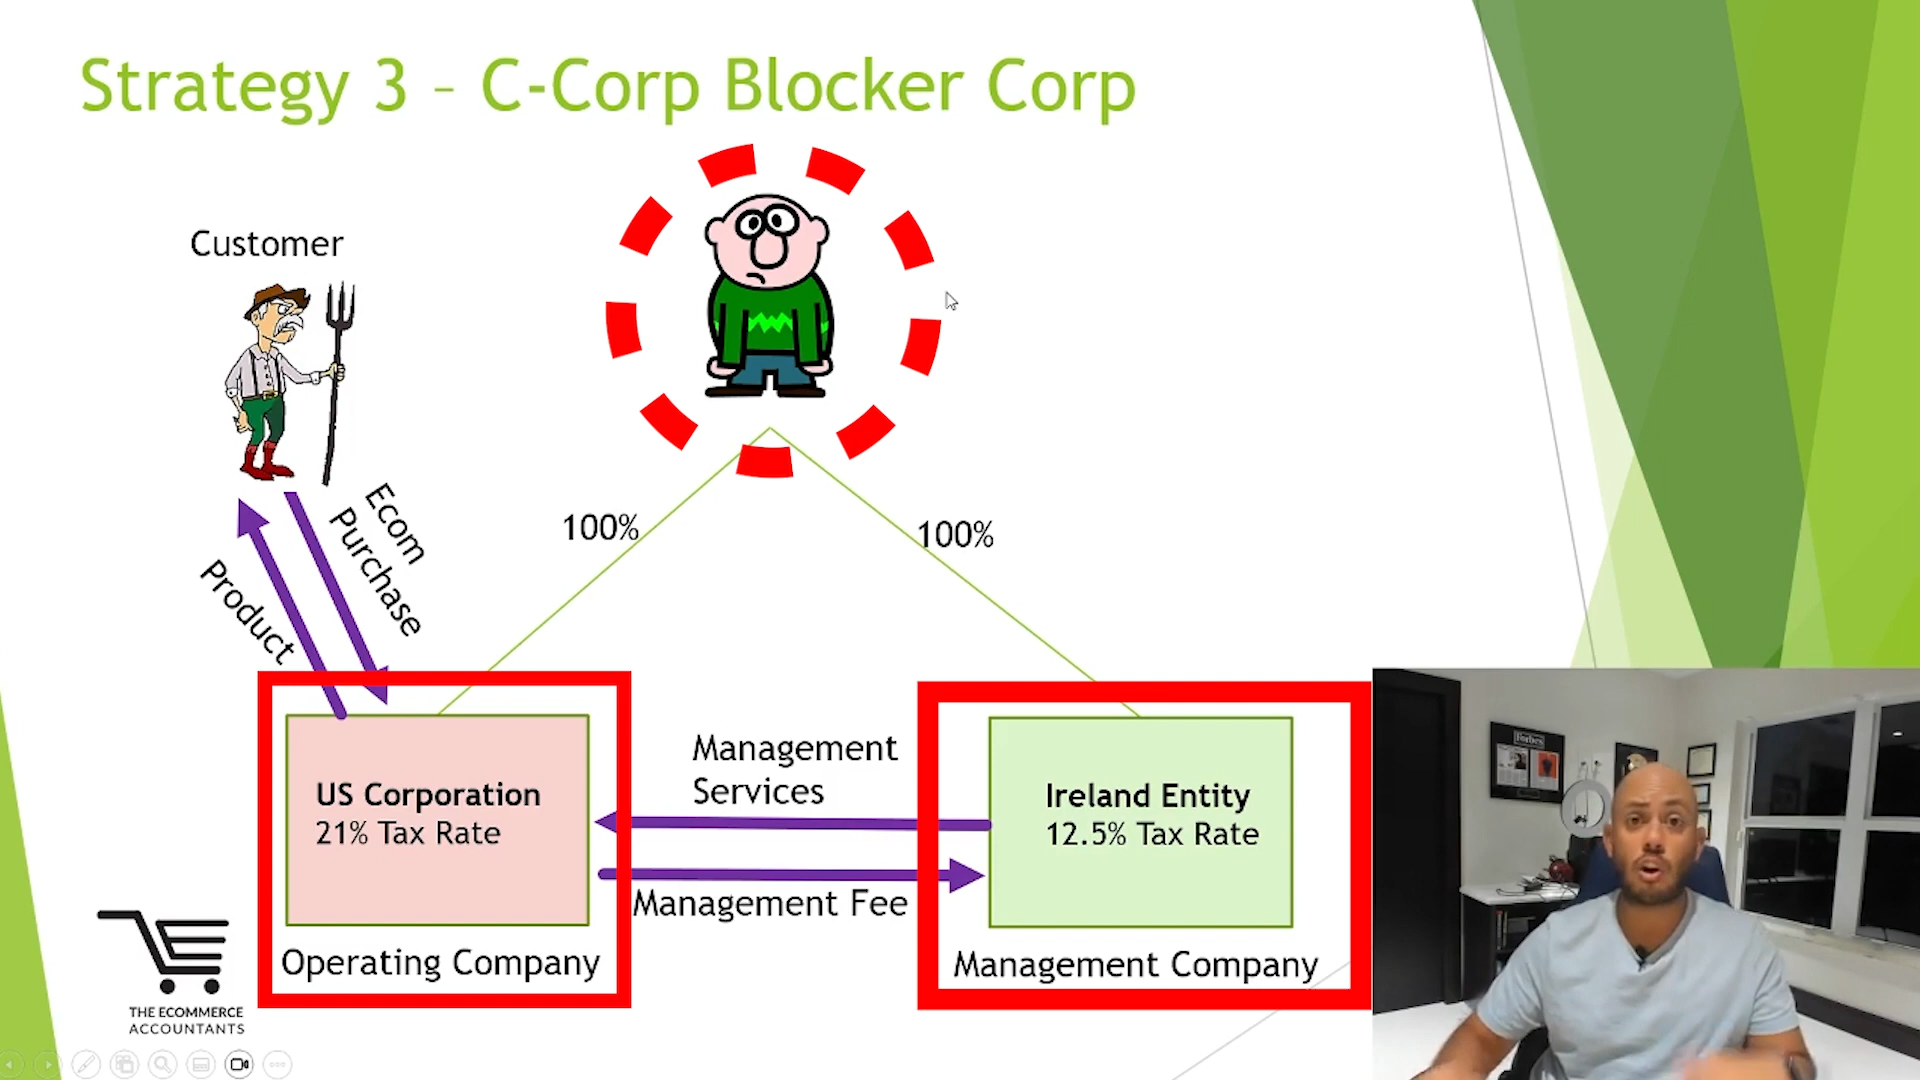 Strategy 3 – C-Corp Blocker Corp
Customer
Ecom
Purchase
Product
100%
100%
US Corporation
21% Tax Rate
Operating Company
Management
Services
Management Fee
Ireland Entity
12.5% Tax Rate
Management Company
THE ECOMMERCE
ACCOUNTANTS
Forbes